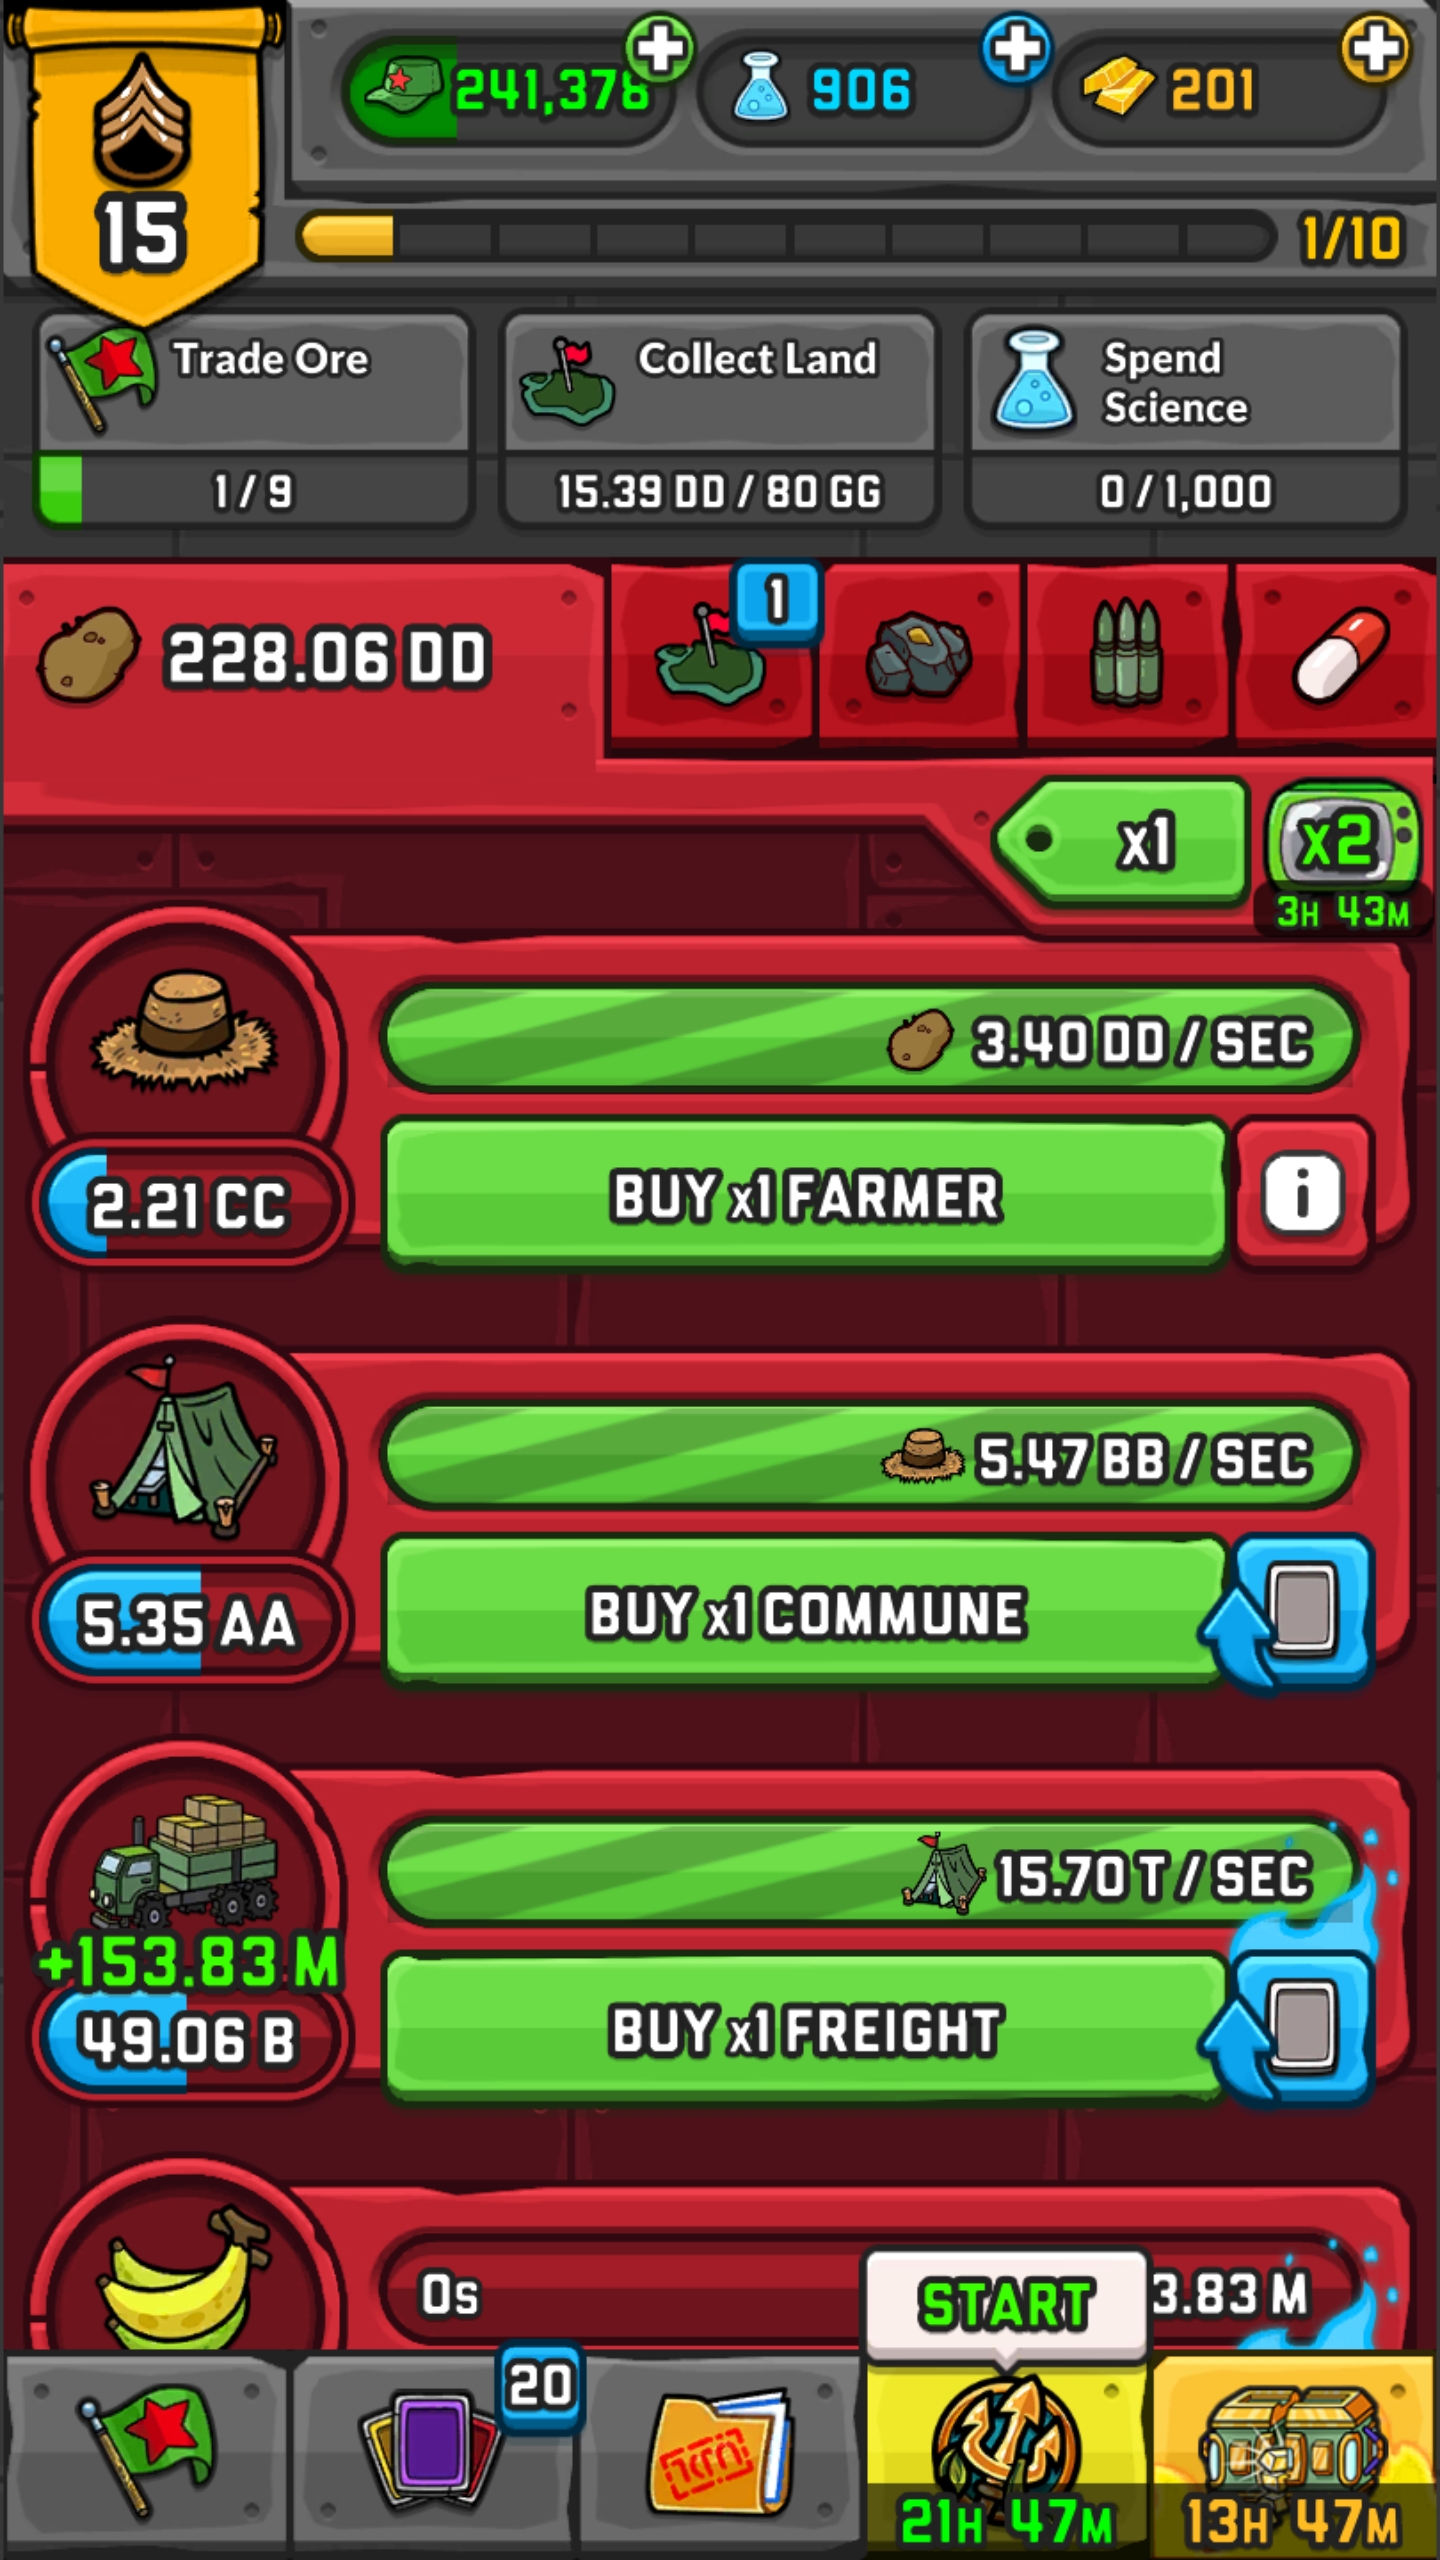 241,378
906
201
15
1/10
Trade Ore
Collect Land
Spend
Science
1 / 9
15.39 DD / 80 GG
0 / 1,000
228.06 DD
1
x1
x2
3H 43M
3.40 DD / SEC
2.21 CC
BUY x1 FARMER
i
5.47 BB / SEC
5.35 AA
BUY x1 COMMUNE
15.70 T / SEC
+153.83 M
49.06 B
BUY x1 FREIGHT
0s
START
3.83 M
20
21H 47M
13H 47M